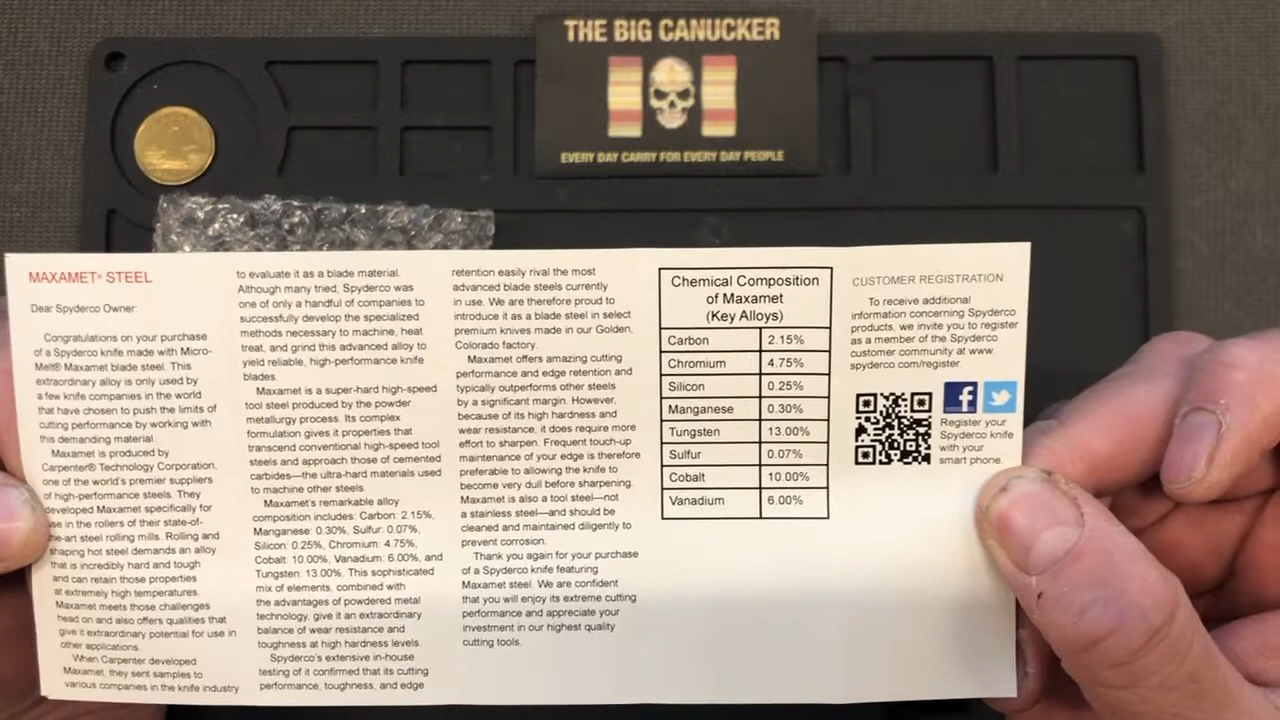 THE BIG CANUCKER
EVERY DAY CARRY FOR EVERY DAY PEOPLE
MAXAMET® STEEL
Dear Spyderco Owner:
Congratulations on your purchase
of a Spyderco knife made with Micro-
Melt® Maxamet blade steel. This
extraordinary alloy is only used by
a few knife companies in the world
that have chosen to push the limits of
cutting performance by working with
this demanding material.
Maxamet is produced by
Carpenter® Technology Corporation,
one of the world's premier suppliers
of high-performance steels. They
developed Maxamet specifically for
use in the rollers of their state-of-
the-art steel rolling mills. Rolling and
shaping hot steel demands an alloy
that is incredibly hard and tough
and can retain those properties
at extremely high temperatures.
Maxamet meets those challenges
head on and also offers qualities that
give it extraordinary potential for use in
other applications.
When Carpenter developed
Maxamet, they sent samples to
various companies in the knife industry
to evaluate it as a blade material.
Although many tried, Spyderco was
one of only a handful of companies to
successfully develop the specialized
methods necessary to machine, heat
treat, and grind this advanced alloy to
yield reliable, high-performance knife
blades.
Maxamet is a super-hard high-speed
tool steel produced by the powder
metallurgy process. Its complex
formulation gives it properties that
transcend conventional high-speed tool
steels and approach those of cemented
carbides—the ultra-hard materials used
to machine other steels.
Maxamet's remarkable alloy
composition includes: Carbon: 2.15%,
Manganese: 0.30%, Sulfur: 0.07%,
Silicon: 0.25%, Chromium: 4.75%,
Cobalt: 10.00%, Vanadium: 6.00%, and
Tungsten: 13.00%. This sophisticated
mix of elements, combined with
the advantages of powdered metal
technology, give it an extraordinary
balance of wear resistance and
toughness at high hardness levels.
Spyderco's extensive in-house
testing of it confirmed that its cutting
performance, toughness, and edge
retention easily rival the most
advanced blade steels currently
in use. We are therefore proud to
introduce it as a blade steel in select
premium knives made in our Golden,
Colorado factory.
Maxamet offers amazing cutting
performance and edge retention and
typically outperforms other steels
by a significant margin. However,
because of its high hardness and
wear resistance, it does require more
effort to sharpen. Frequent touch-up
maintenance of your edge is therefore
preferable to allowing the knife to
become very dull before sharpening.
Maxamet is also a tool steel—not
a stainless steel—and should be
cleaned and maintained diligently to
prevent corrosion.
Thank you again for your purchase
of a Spyderco knife featuring
Maxamet steel. We are confident
that you will enjoy its extreme cutting
performance and appreciate your
investment in our highest quality
cutting tools.
Chemical Composition
of Maxamet
(Key Alloys)
Carbon 2.15%
Chromium 4.75%
Silicon 0.25%
Manganese 0.30%
Tungsten 13.00%
Sulfur 0.07%
Cobalt 10.00%
Vanadium 6.00%
CUSTOMER REGISTRATION
To receive additional
information concerning Spyderco
products, we invite you to register
as a member of the Spyderco
customer community at www.
spyderco.com/register.
Register your
Spyderco knife
with your
smart phone.